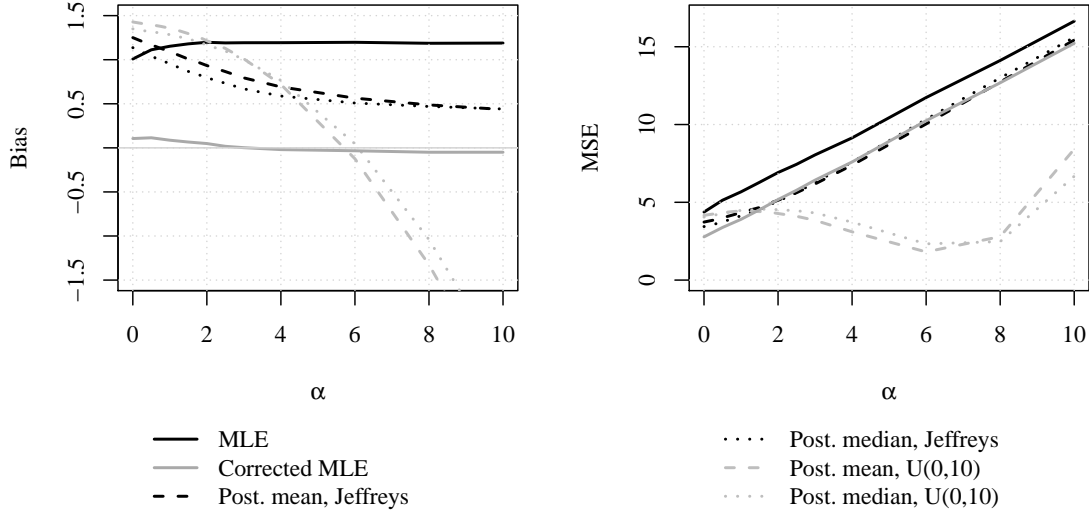 Bias
1.5
0.5
−0.5
−1.5
0 2 4 6 8 10
α
MSE
15
10
5
0
0 2 4 6 8 10
α
MLE
Corrected MLE
Post. mean, Jeffreys
Post. median, Jeffreys
Post. mean, U(0,10)
Post. median, U(0,10)